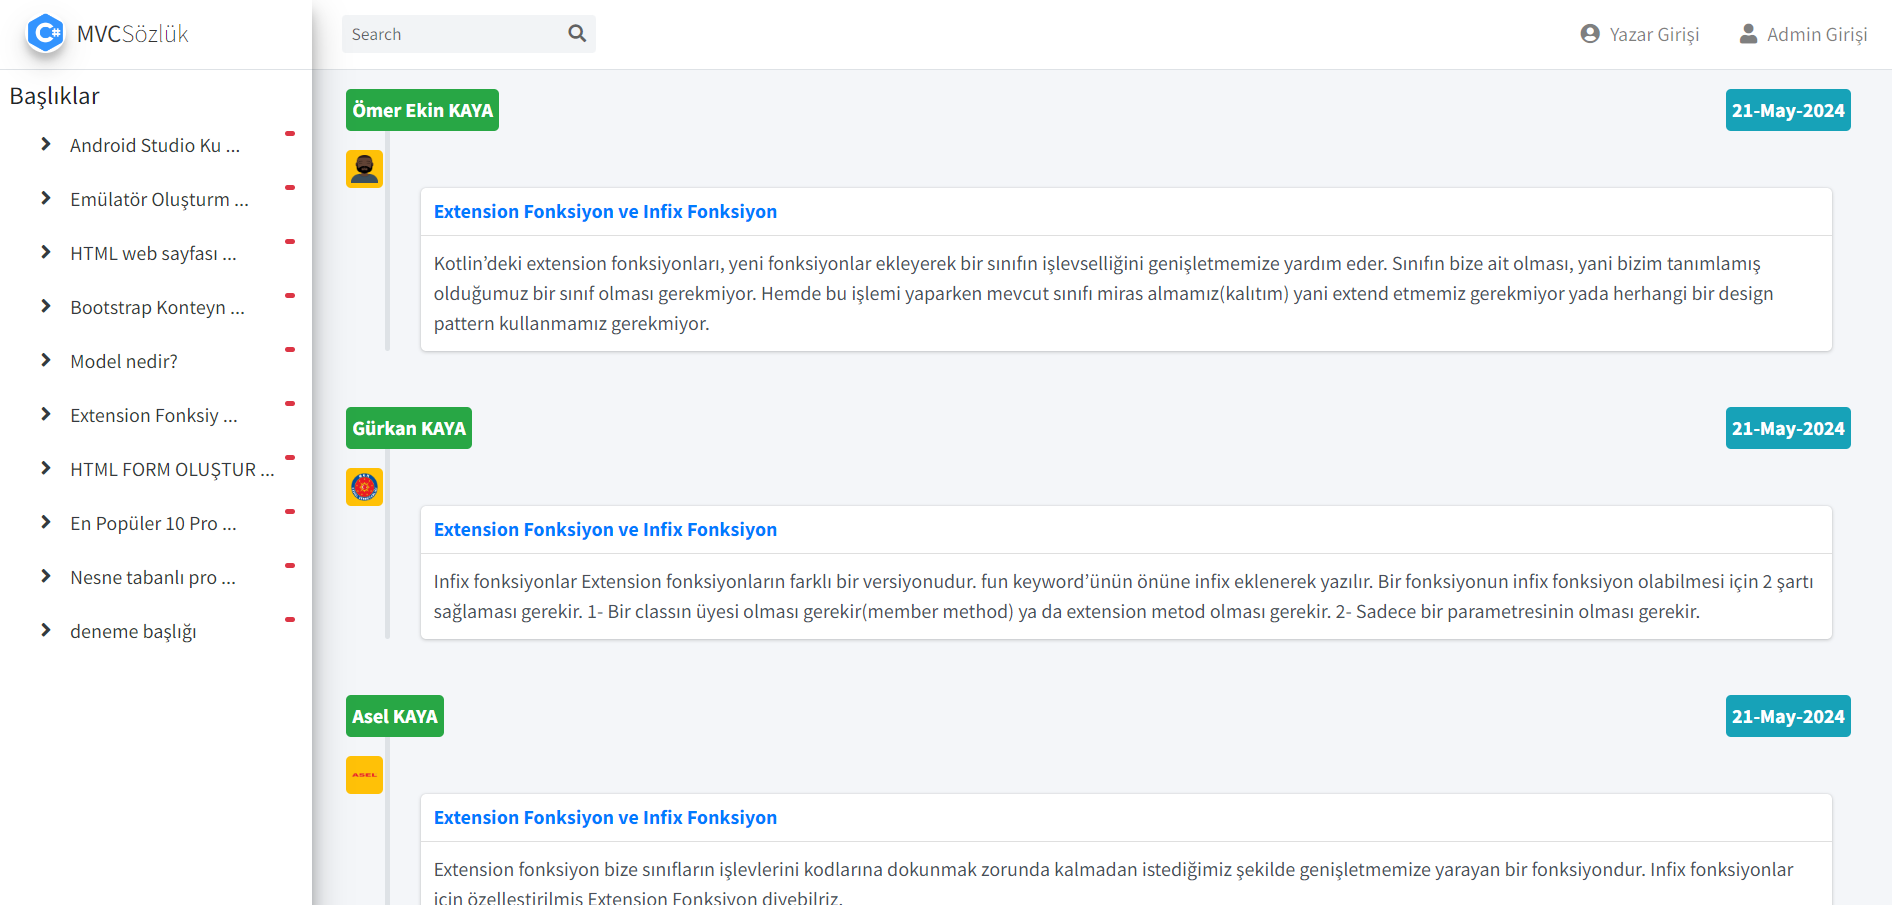 C#
MVCSözlük
Search
Yazar Girişi
Admin Girişi
Başlıklar
Android Studio Ku ...
Emülatör Oluşturm ...
HTML web sayfası ...
Bootstrap Konteyn ...
Model nedir?
Extension Fonksiy ...
HTML FORM OLUŞTUR ...
En Popüler 10 Pro ...
Nesne tabanlı pro ...
deneme başlığı
Ömer Ekin KAYA
21-May-2024
Extension Fonksiyon ve Infix Fonksiyon
Kotlin’deki extension fonksiyonları, yeni fonksiyonlar ekleyerek bir sınıfın işlevselliğini genişletmemize yardım eder. Sınıfın bize ait olması, yani bizim tanımlamış
olduğumuz bir sınıf olması gerekmiyor. Hemde bu işlemi yaparken mevcut sınıfı miras almamız(kalıtım) yani extend etmemiz gerekmiyor yada herhangi bir design
pattern kullanmamız gerekmiyor.
Gürkan KAYA
21-May-2024
Extension Fonksiyon ve Infix Fonksiyon
Infix fonksiyonlar Extension fonksiyonların farklı bir versiyonudur. fun keyword’ünün önüne infix eklenerek yazılır. Bir fonksiyonun infix fonksiyon olabilmesi için 2 şartı
sağlaması gerekir. 1- Bir classın üyesi olması gerekir(member method) ya da extension metod olması gerekir. 2- Sadece bir parametresinin olması gerekir.
Asel KAYA
21-May-2024
ASEL
Extension Fonksiyon ve Infix Fonksiyon
Extension fonksiyon bize sınıfların işlevlerini kodlarına dokunmak zorunda kalmadan istediğimiz şekilde genişletmemize yarayan bir fonksiyondur. Infix fonksiyonlar
için özelleştirilmiş Extension Fonksiyon diyebilriz.